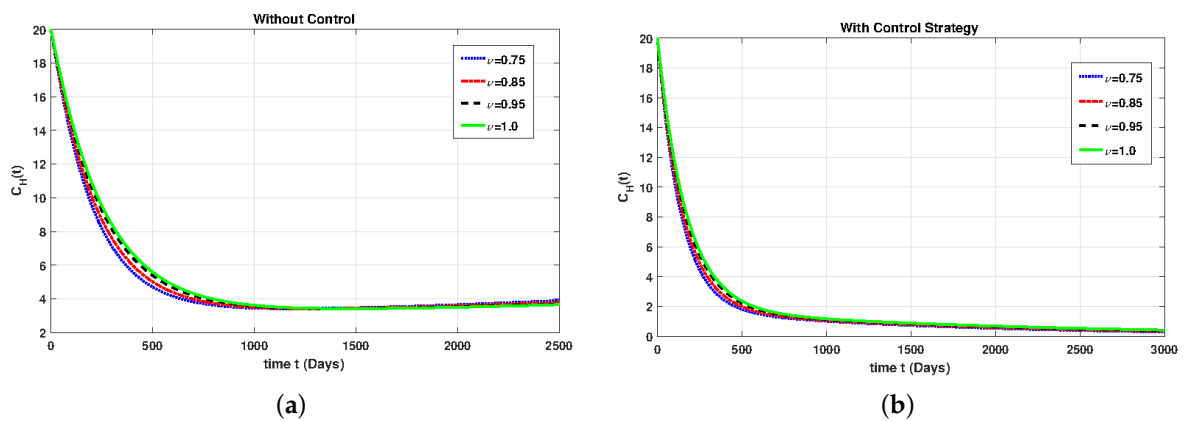 Without Control
20
18
16
14
12
10
8
6
4
2
C_H(t)
ν=0.75
ν=0.85
ν=0.95
ν=1.0
0 500 1000 1500 2000 2500
time t (Days)
(a)
With Control Strategy
20
18
16
14
12
10
8
6
4
2
0
C_H(t)
ν=0.75
ν=0.85
ν=0.95
ν=1.0
0 500 1000 1500 2000 2500 3000
time t (Days)
(b)